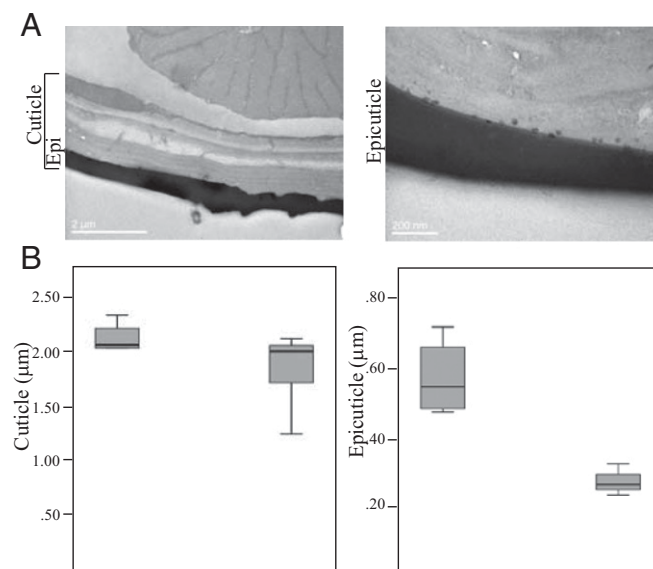 A
Cuticle
Epi
2 µm
Epicuticle
200 nm
B
Cuticle (µm)
2.50
2.00
1.50
1.00
.50
Epicuticle (µm)
.80
.60
.40
.20